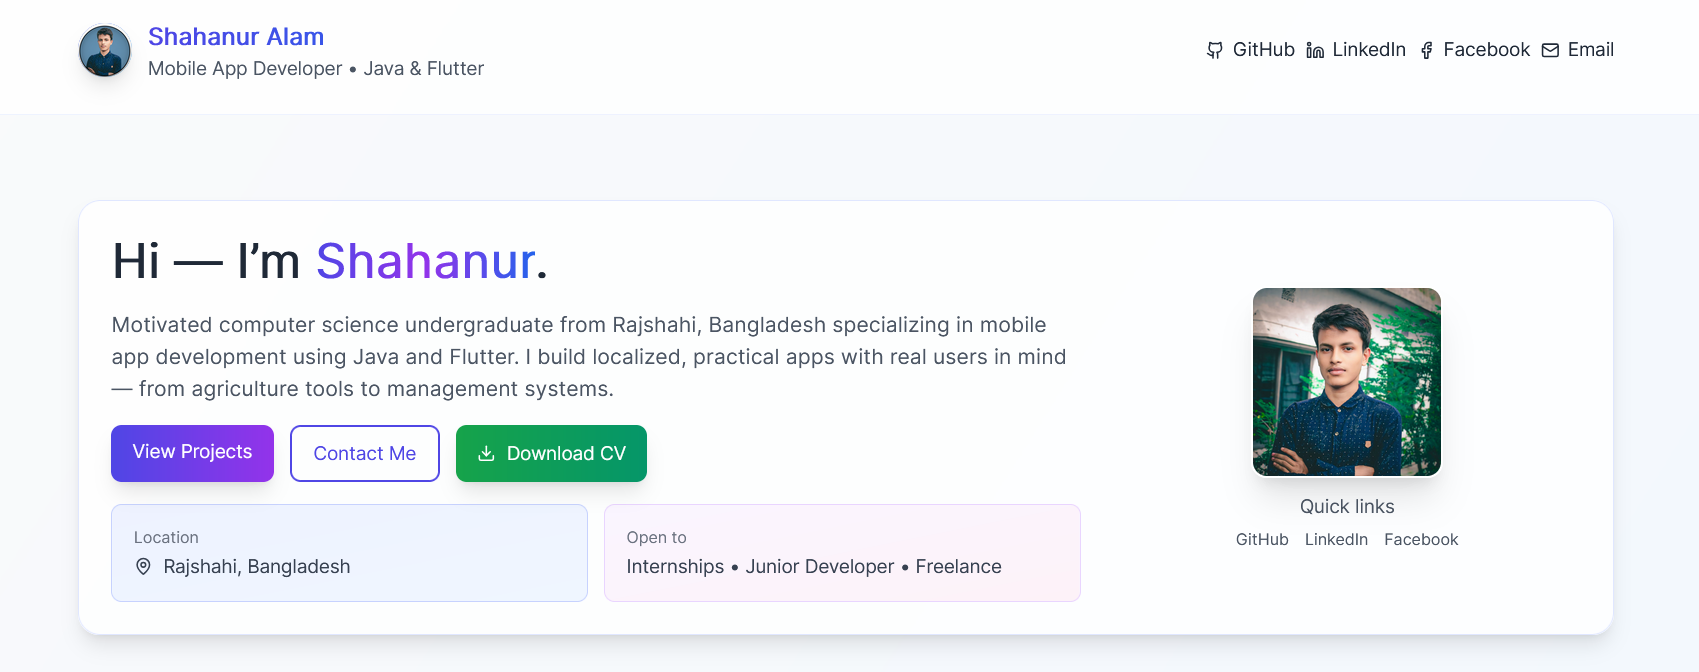 Shahanur Alam
Mobile App Developer • Java & Flutter
GitHub LinkedIn Facebook Email
Hi — I’m Shahanur.
Motivated computer science undergraduate from Rajshahi, Bangladesh specializing in mobile
app development using Java and Flutter. I build localized, practical apps with real users in mind
— from agriculture tools to management systems.
View Projects Contact Me Download CV
Location
Rajshahi, Bangladesh
Open to
Internships • Junior Developer • Freelance
Quick links
GitHub LinkedIn Facebook